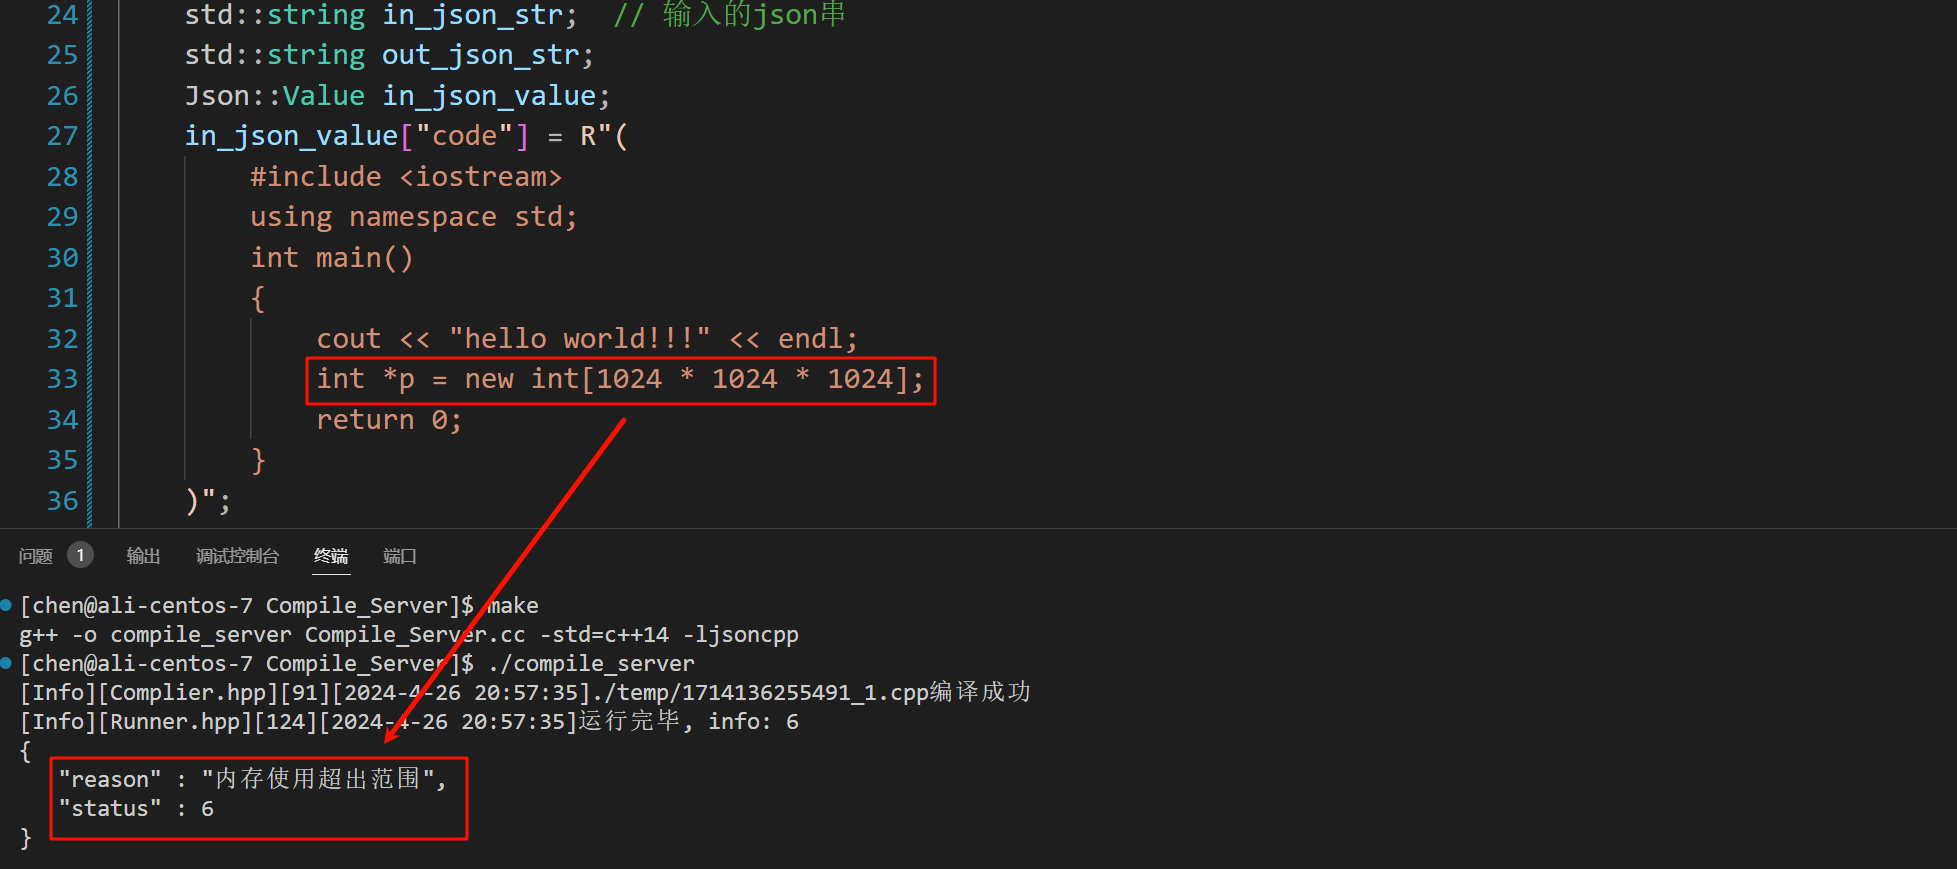 24 std::string in_json_str; // 输入的json串
25 std::string out_json_str;
26 Json::Value in_json_value;
27 in_json_value["code"] = R"(
28 #include <iostream>
29 using namespace std;
30 int main()
31 {
32 cout << "hello world!!!" << endl;
33 int *p = new int[1024 * 1024 * 1024];
34 return 0;
35 }
36 )";
问题 1 输出 调试控制台 终端 端口
[chen@ali-centos-7 Compile_Server]$ make
g++ -o compile_server Compile_Server.cc -std=c++14 -ljsoncpp
[chen@ali-centos-7 Compile_Server]$ ./compile_server
[Info][Complier.hpp][91][2024-4-26 20:57:35]./temp/1714136255491_1.cpp编译成功
[Info][Runner.hpp][124][2024-4-26 20:57:35]运行完毕, info: 6
{
"reason" : "内存使用超出范围",
"status" : 6
}